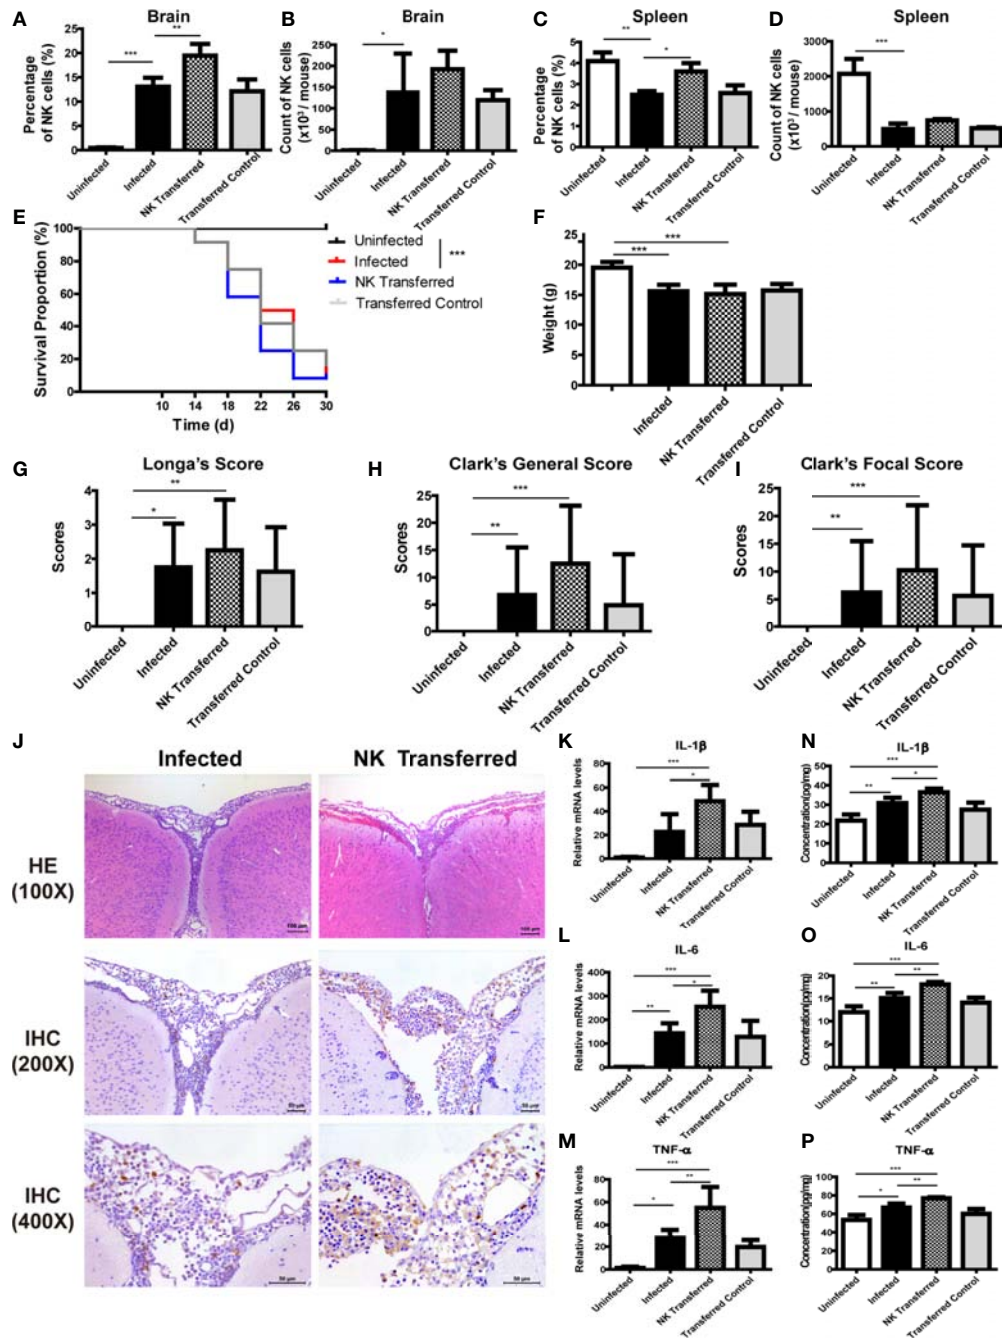 A
Brain
Percentage of NK cells (%)
25
20
15
10
5
0
***
**
Uninfected
Infected
NK Transferred
Transferred Control
B
Brain
Count of NK cells (x10³/ mouse)
250
200
150
100
50
0
*
Uninfected
Infected
NK Transferred
Transferred Control
C
Spleen
Percentage of NK cells (%)
5
4
3
2
1
0
**
*
Uninfected
Infected
NK Transferred
Transferred Control
D
Spleen
Count of NK cells (x10³/ mouse)
3000
2000
1000
0
***
Uninfected
Infected
NK Transferred
Transferred Control
E
Survival Proportion (%)
100
80
60
40
20
0
10
14
18
22
26
30
Time (d)
Uninfected
Infected
NK Transferred
Transferred Control
***
F
Weight (g)
25
20
15
10
5
0
***
***
Infected
NK Transferred
Transferred Control
G
Longa's Score
Scores
4
3
2
1
0
**
*
Uninfected
Infected
NK Transferred
Transferred Control
H
Clark's General Score
Scores
25
20
15
10
5
0
***
**
Uninfected
Infected
NK Transferred
Transferred Control
I
Clark's Focal Score
Scores
25
20
15
10
5
0
***
**
Uninfected
Infected
NK Transferred
Transferred Control
J
Infected
NK Transferred
HE
(100X)
100 μm
100 μm
IHC
(200X)
50 μm
50 μm
IHC
(400X)
50 μm
50 μm
K
IL-1β
Relative mRNA levels
80
60
40
20
0
***
*
Uninfected
Infected
NK Transferred
Transferred Control
N
IL-1β
Concentration(pg/mg)
50
40
30
20
10
0
***
**
*
Uninfected
Infected
NK Transferred
Transferred Control
L
IL-6
Relative mRNA levels
400
300
200
100
0
***
**
*
Uninfected
Infected
NK Transferred
Transferred Control
O
IL-6
Concentration(pg/mg)
20
15
10
15
0
***
**
**
Uninfected
Infected
NK Transferred
Transferred Control
M
TNF-α
Relative mRNA levels
80
60
40
20
0
***
*
**
Uninfected
Infected
NK Transferred
Transferred Control
P
TNF-α
Concentration(pg/mg)
100
80
60
40
20
0
***
*
**
Uninfected
Infected
NK Transferred
Transferred Control